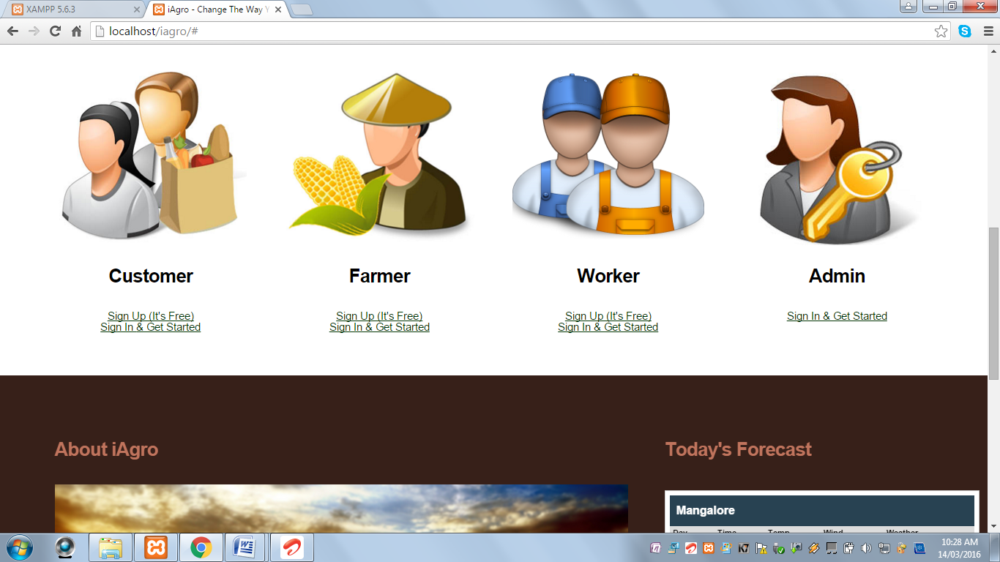 XAMPP 5.6.3
iAgro - Change The Way Y
localhost/iagro/#
Customer
Farmer
Worker
Admin
Sign Up (It's Free)
Sign In & Get Started
Sign Up (It's Free)
Sign In & Get Started
Sign Up (It's Free)
Sign In & Get Started
Sign In & Get Started
About iAgro
Today's Forecast
Mangalore
Day Time Temp Wind Weather
K7
10:28 AM
14/03/2016